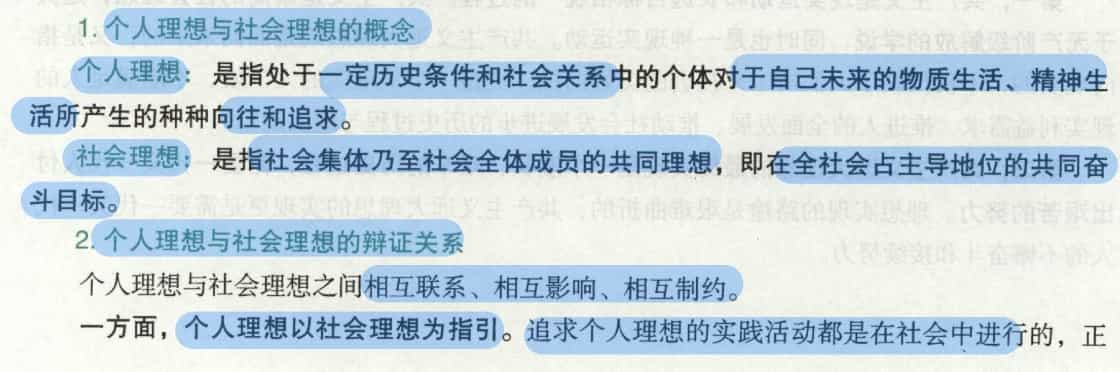 1. 个人理想与社会理想的概念
个人理想：是指处于一定历史条件和社会关系中的个体对于自己未来的物质生活、精神生
活所产生的种种向往和追求。
社会理想：是指社会集体乃至社会全体成员的共同理想，即在全社会占主导地位的共同奋
斗目标。
2. 个人理想与社会理想的辩证关系
个人理想与社会理想之间相互联系、相互影响、相互制约。
一方面，个人理想以社会理想为指引。追求个人理想的实践活动都是在社会中进行的，正